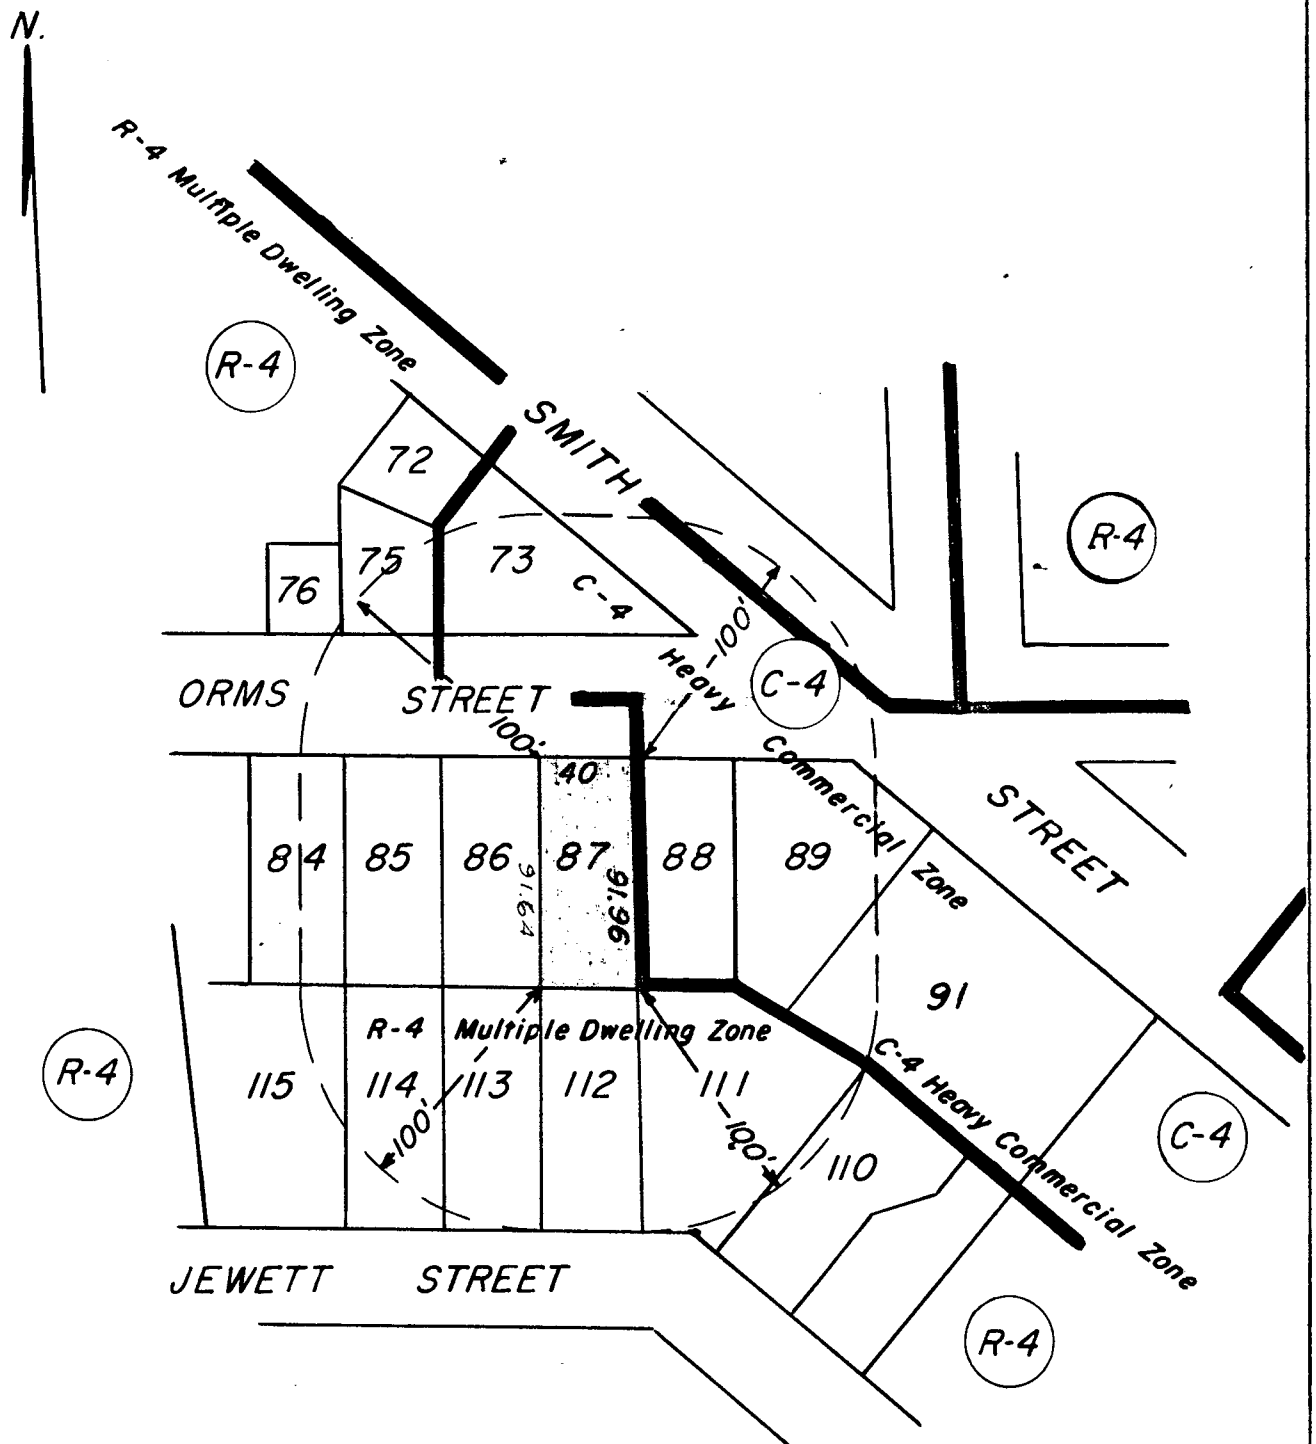 N.
R-4 Multiple Dwelling Zone
R-4
SMITH
72
R-4
75
73
76
C-4
-100'
Heavy
C-4
ORMS
STREET
100'
Commercial
40
STREET
84
85
86
87
88
89
Zone
91.64
91.96
91
R-4 Multiple Dwelling Zone
C-4 Heavy Commercial Zone
R-4
115
114
113
112
111
100'
-100'
110
C-4
JEWETT
STREET
R-4